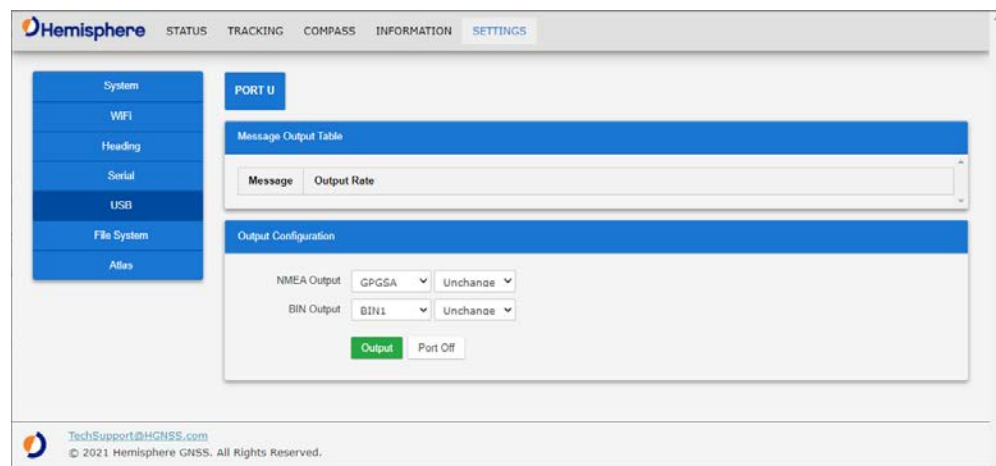 Hemisphere STATUS TRACKING COMPASS INFORMATION SETTINGS
System
WiFi
Heading
Serial
USB
File System
Atlas
PORT U
Message Output Table
Message Output Rate
Output Configuration
NMEA Output GPGSA Unchange
BIN Output BIN1 Unchange
Output Port Off
TechSupport@HGNSS.com
© 2021 Hemisphere GNSS. All Rights Reserved.